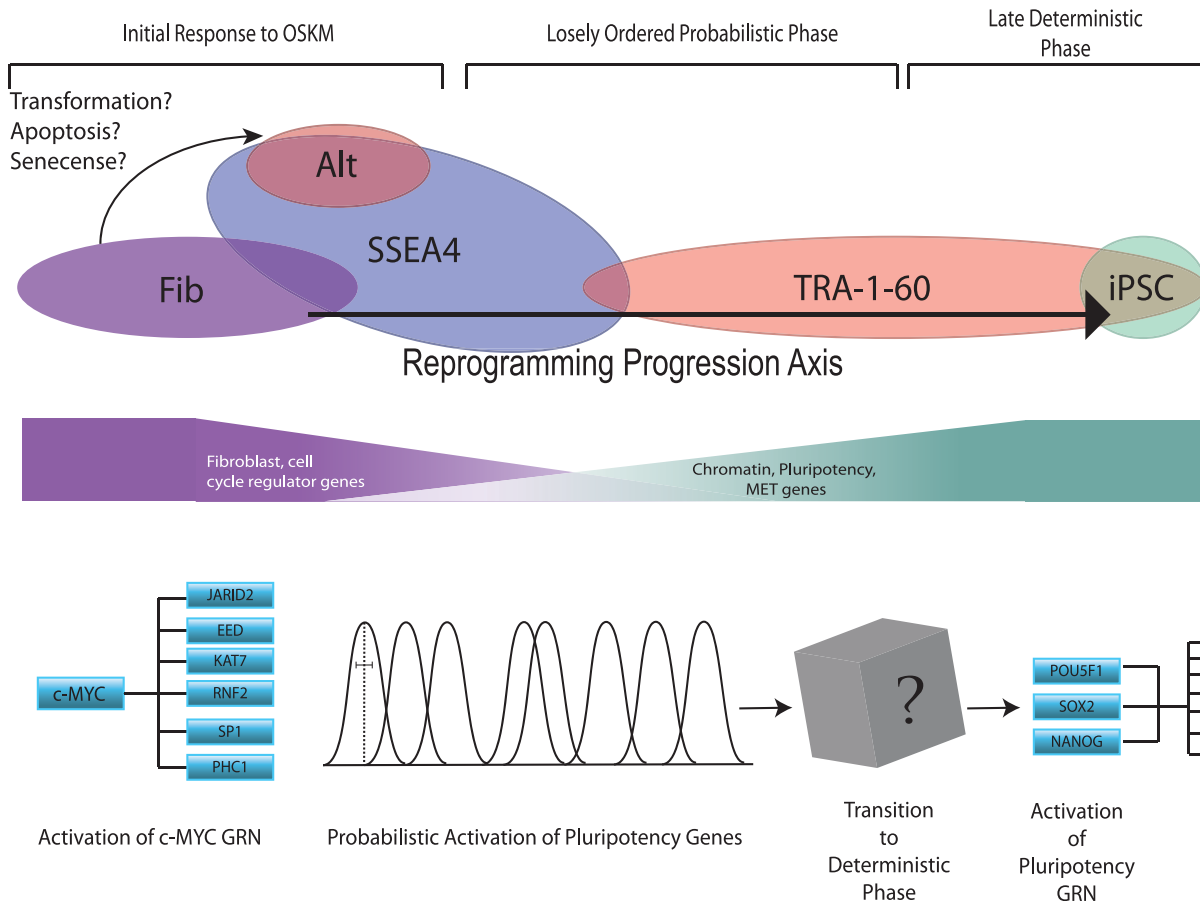 Initial Response to OSKM
Losely Ordered Probabilistic Phase
Late Deterministic
Phase
Transformation?
Apoptosis?
Senecense?
Alt
SSEA4
Fib
TRA-1-60
iPSC
Reprogramming Progression Axis
Fibroblast, cell
cycle regulator genes
Chromatin, Pluripotency,
MET genes
c-MYC
JARID2
EED
KAT7
RNF2
SP1
PHC1
?
POU5F1
SOX2
NANOG
Activation of c-MYC GRN
Probabilistic Activation of Pluripotency Genes
Transition
to
Deterministic
Phase
Activation
of
Pluripotency
GRN